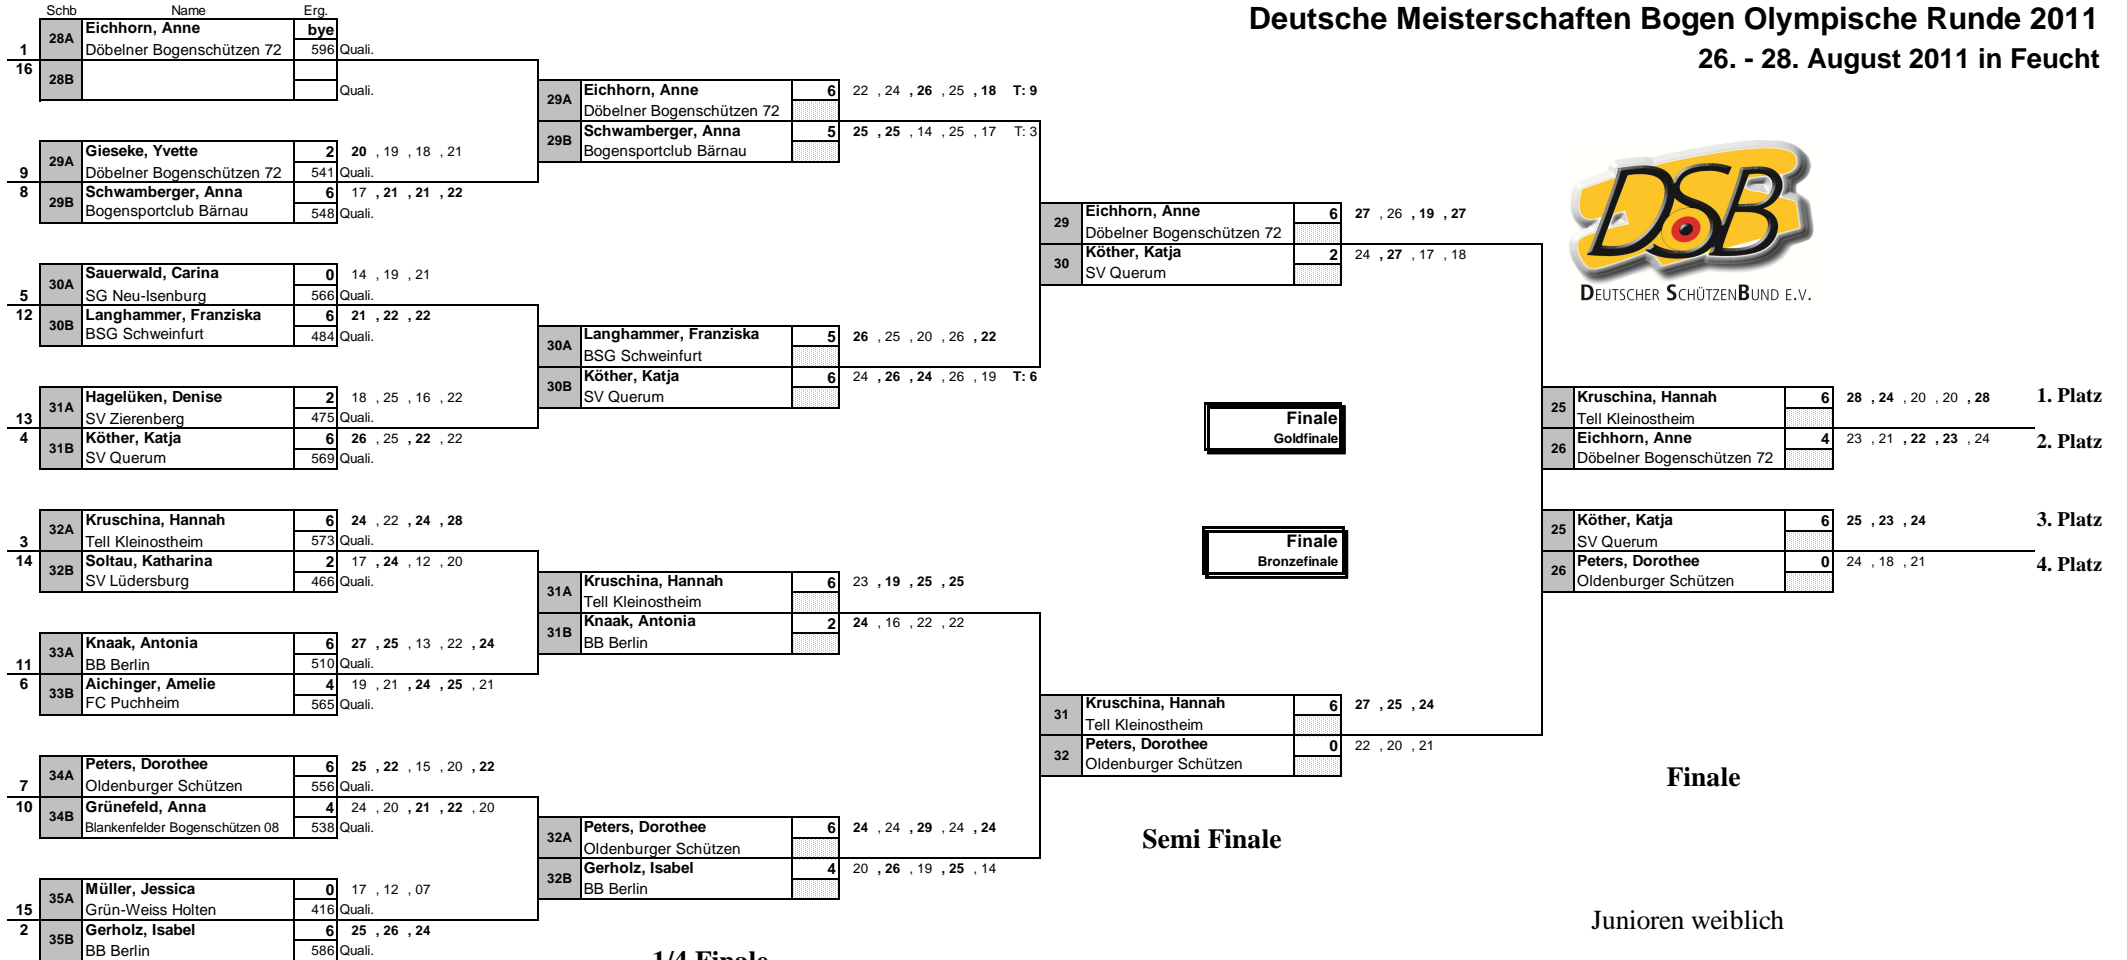 Deutsche Meisterschaften Bogen Olympische Runde 2011
26. - 28. August 2011 in Feucht
Schb Name Erg.
28A Eichhorn, Anne bye
1 Döbelner Bogenschützen 72 596 Quali.
16 28B
Quali.
29A Gieseke, Yvette 2 20 , 19 , 18 , 21
9 Döbelner Bogenschützen 72 541 Quali.
8 29B Schwamberger, Anna 6 17 , 21 , 21 , 22
Bogensportclub Bärnau 548 Quali.
30A Sauerwald, Carina 0 14 , 19 , 21
5 SG Neu-Isenburg 566 Quali.
12 30B Langhammer, Franziska 6 21 , 22 , 22
BSG Schweinfurt 484 Quali.
31A Hagelüken, Denise 2 18 , 25 , 16 , 22
13 SV Zierenberg 475 Quali.
4 31B Köther, Katja 6 26 , 25 , 22 , 22
SV Querum 569 Quali.
32A Kruschina, Hannah 6 24 , 22 , 24 , 28
3 Tell Kleinostheim 573 Quali.
14 32B Soltau, Katharina 2 17 , 24 , 12 , 20
SV Lüdersburg 466 Quali.
33A Knaak, Antonia 6 27 , 25 , 13 , 22 , 24
11 BB Berlin 510 Quali.
6 33B Aichinger, Amelie 4 19 , 21 , 24 , 25 , 21
FC Puchheim 565 Quali.
34A Peters, Dorothee 6 25 , 22 , 15 , 20 , 22
7 Oldenburger Schützen 556 Quali.
10 34B Grünefeld, Anna 4 24 , 20 , 21 , 22 , 20
Blankenfelder Bogenschützen 08 538 Quali.
35A Müller, Jessica 0 17 , 12 , 07
15 Grün-Weiss Holten 416 Quali.
2 35B Gerholz, Isabel 6 25 , 26 , 24
BB Berlin 586 Quali.
29A Eichhorn, Anne 6 22 , 24 , 26 , 25 , 18 T: 9
Döbelner Bogenschützen 72
29B Schwamberger, Anna 5 25 , 25 , 14 , 25 , 17 T: 3
Bogensportclub Bärnau
30A Langhammer, Franziska 5 26 , 25 , 20 , 26 , 22
BSG Schweinfurt
30B Köther, Katja 6 24 , 26 , 24 , 26 , 19 T: 6
SV Querum
31A Kruschina, Hannah 6 23 , 19 , 25 , 25
Tell Kleinostheim
31B Knaak, Antonia 2 24 , 16 , 22 , 22
BB Berlin
32A Peters, Dorothee 6 24 , 24 , 29 , 24 , 24
Oldenburger Schützen
32B Gerholz, Isabel 4 20 , 26 , 19 , 25 , 14
BB Berlin
1/4 Finale
29 Eichhorn, Anne 6 27 , 26 , 19 , 27
Döbelner Bogenschützen 72
30 Köther, Katja 2 24 , 27 , 17 , 18
SV Querum
Finale
Goldfinale
Finale
Bronzefinale
31 Kruschina, Hannah 6 27 , 25 , 24
Tell Kleinostheim
32 Peters, Dorothee 0 22 , 20 , 21
Oldenburger Schützen
Semi Finale
DSB
DEUTSCHER SCHÜTZENBUND E.V.
25 Kruschina, Hannah 6 28 , 24 , 20 , 20 , 28 1. Platz
Tell Kleinostheim
26 Eichhorn, Anne 4 23 , 21 , 22 , 23 , 24 2. Platz
Döbelner Bogenschützen 72
25 Köther, Katja 6 25 , 23 , 24 3. Platz
SV Querum
26 Peters, Dorothee 0 24 , 18 , 21 4. Platz
Oldenburger Schützen
Finale
Junioren weiblich